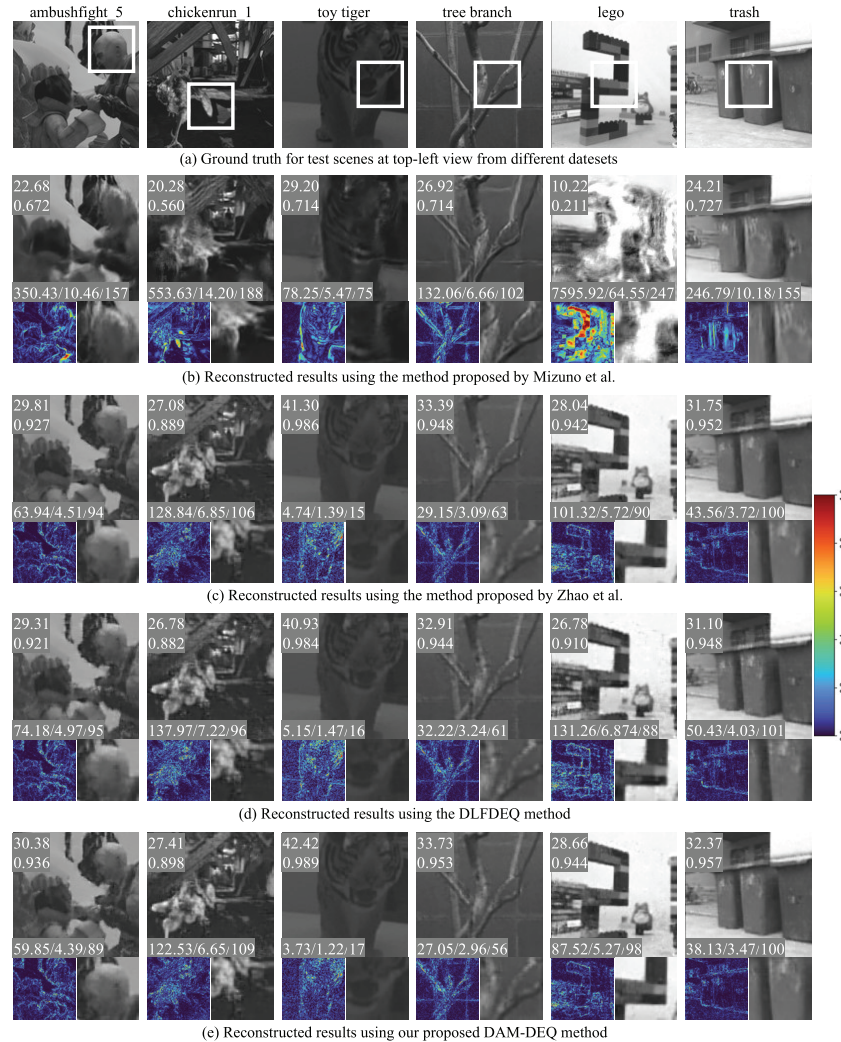 ambushfight_5 chickenrun_1 toy tiger tree branch lego trash
(a) Ground truth for test scenes at top-left view from different datesets
22.68 20.28 29.20 26.92 10.22 24.21
0.672 0.560 0.714 0.714 0.211 0.727
350.43/10.46/157 553.63/14.20/188 78.25/5.47/75 132.06/6.66/102 7595.92/64.55/247 246.79/10.18/155
(b) Reconstructed results using the method proposed by Mizuno et al.
29.81 27.08 41.30 33.39 28.04 31.75
0.927 0.889 0.986 0.948 0.942 0.952
63.94/4.51/94 128.84/6.85/106 4.74/1.39/15 29.15/3.09/63 101.32/5.72/90 43.56/3.72/100
(c) Reconstructed results using the method proposed by Zhao et al.
29.31 26.78 40.93 32.91 26.78 31.10
0.921 0.882 0.984 0.944 0.910 0.948
74.18/4.97/95 137.97/7.22/96 5.15/1.47/16 32.22/3.24/61 131.26/6.874/88 50.43/4.03/101
(d) Reconstructed results using the DLFDEQ method
30.38 27.41 42.42 33.73 28.66 32.37
0.936 0.898 0.989 0.953 0.944 0.957
59.85/4.39/89 122.53/6.65/109 3.73/1.22/17 27.05/2.96/56 87.52/5.27/98 38.13/3.47/100
(e) Reconstructed results using our proposed DAM-DEQ method